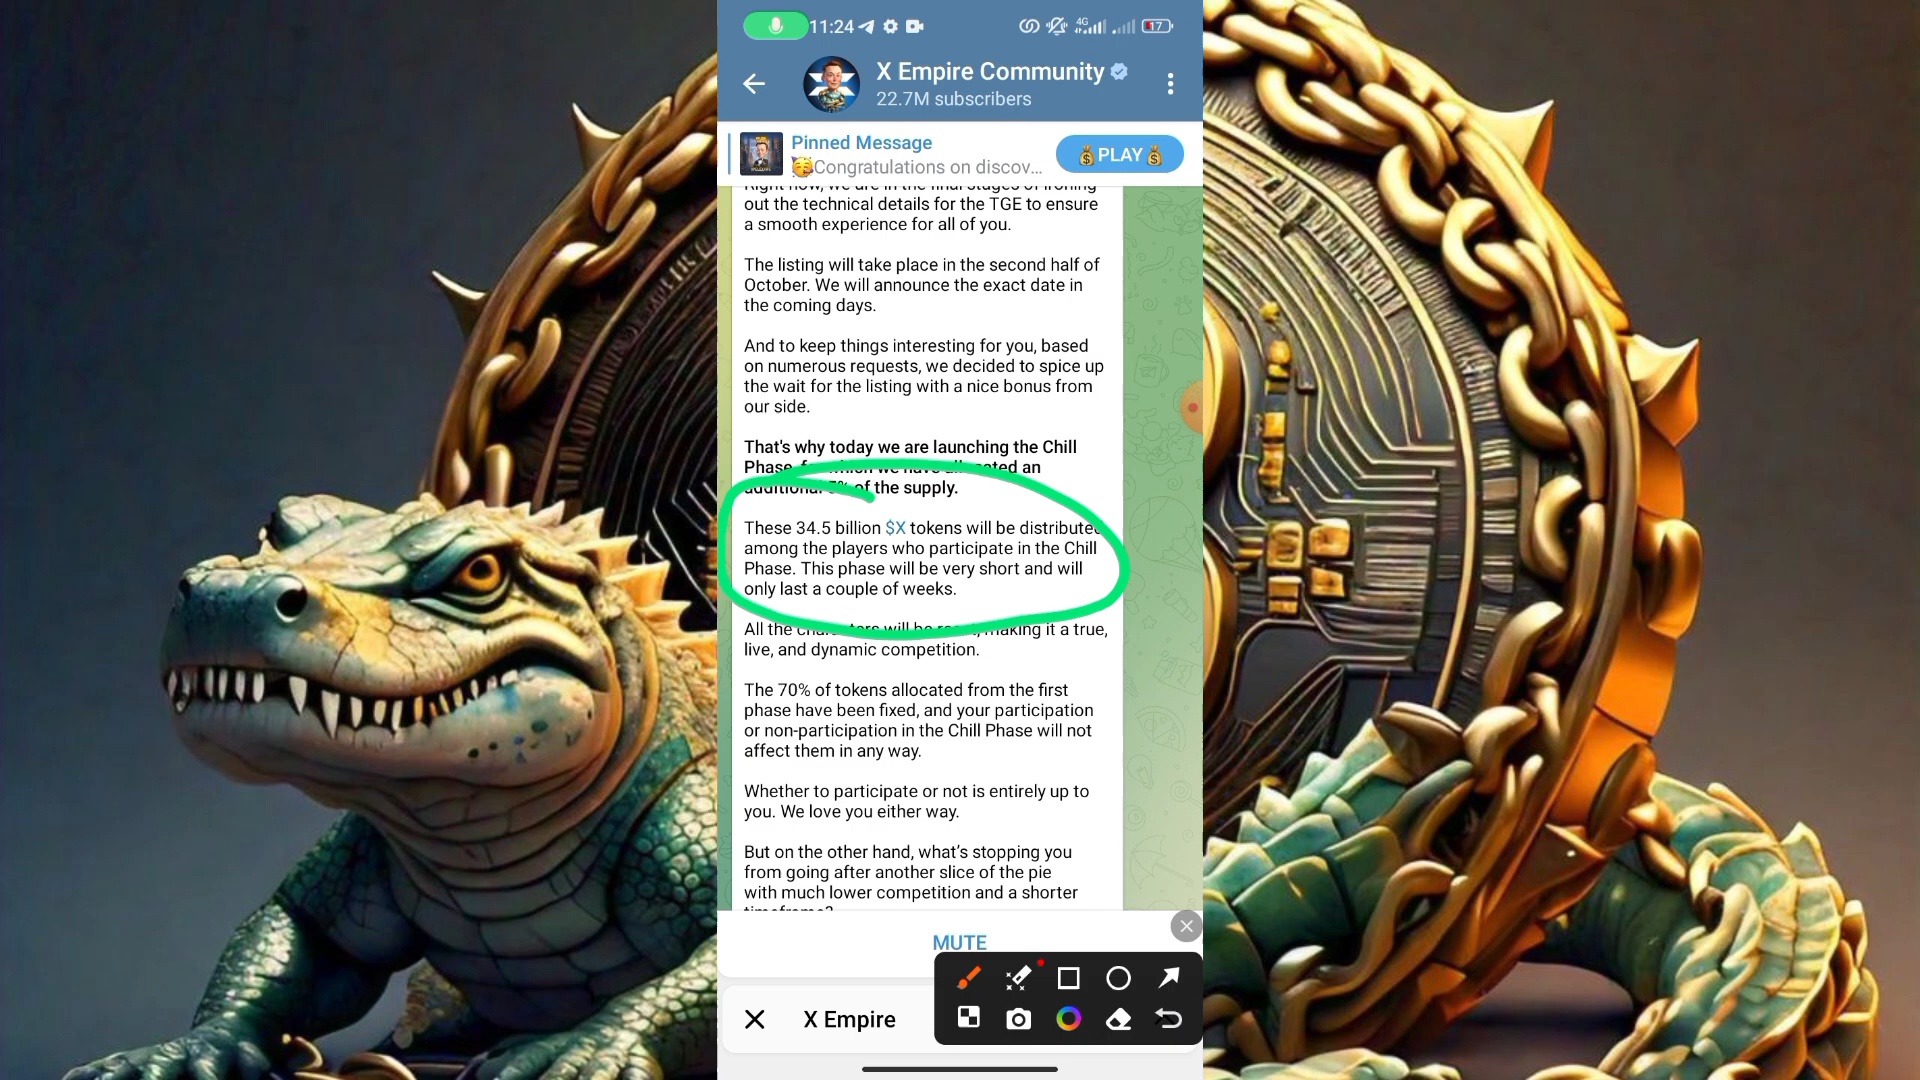 11:24
4G
17
X Empire Community
22.7M subscribers
Pinned Message
🥳Congratulations on discov...
💰PLAY💰
Right now, we are in the final stages of ironing
out the technical details for the TGE to ensure
a smooth experience for all of you.
The listing will take place in the second half of
October. We will announce the exact date in
the coming days.
And to keep things interesting for you, based
on numerous requests, we decided to spice up
the wait for the listing with a nice bonus from
our side.
That's why today we are launching the Chill
Phase, for which we have allocated an
additional 5% of the supply.
These 34.5 billion $X tokens will be distributed
among the players who participate in the Chill
Phase. This phase will be very short and will
only last a couple of weeks.
All the characters will be reset, making it a true,
live, and dynamic competition.
The 70% of tokens allocated from the first
phase have been fixed, and your participation
or non-participation in the Chill Phase will not
affect them in any way.
Whether to participate or not is entirely up to
you. We love you either way.
But on the other hand, what's stopping you
from going after another slice of the pie
with much lower competition and a shorter
timeframe?
MUTE
X Empire